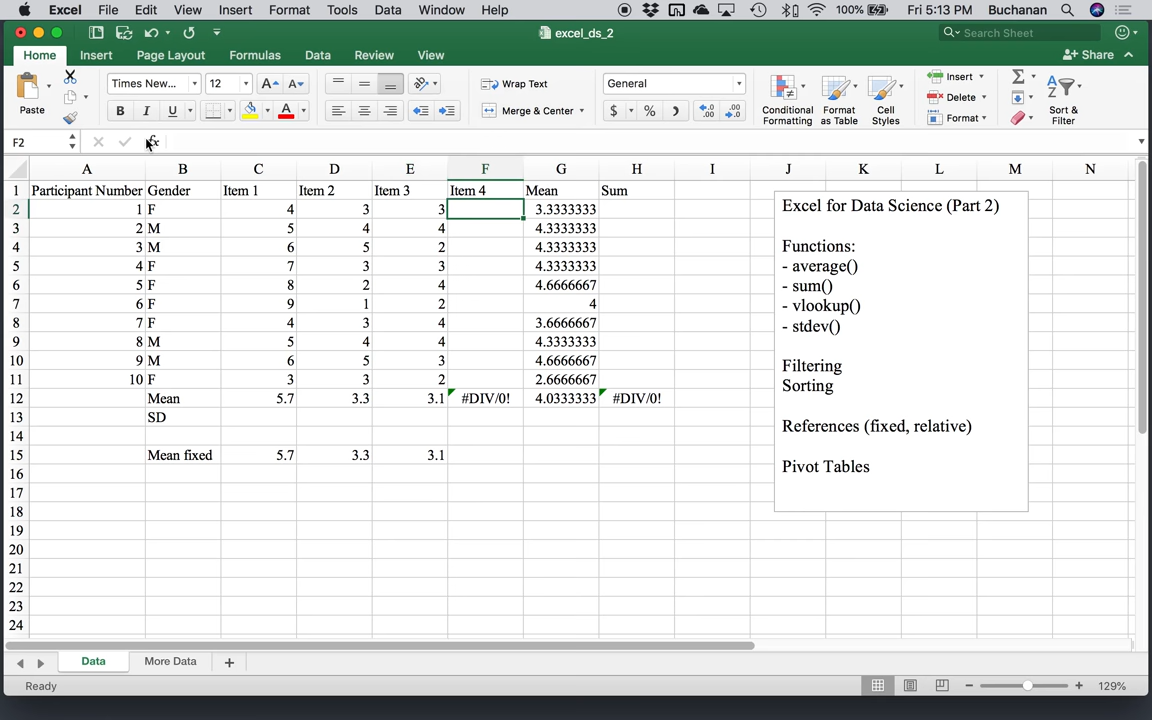 Excel File Edit View Insert Format Tools Data Window Help 100% Fri 5:13 PM Buchanan
excel_ds_2 Search Sheet
Home Insert Page Layout Formulas Data Review View Share
Paste Times New... 12 Wrap Text General Insert
B I U Merge & Center $ % Conditional Formatting Format as Table Cell Styles Delete Format Sort & Filter
F2 fx
A B C D E F G H I J K L M N
1 Participant Number Gender Item 1 Item 2 Item 3 Item 4 Mean Sum
2 1 F 4 3 3 3.3333333
3 2 M 5 4 4 4.3333333
4 3 M 6 5 2 4.3333333
5 4 F 7 3 3 4.3333333
6 5 F 8 2 4 4.6666667
7 6 F 9 1 2 4
8 7 F 4 3 4 3.6666667
9 8 M 5 4 4 4.3333333
10 9 M 6 5 3 4.6666667
11 10 F 3 3 2 2.6666667
12 Mean 5.7 3.3 3.1 #DIV/0! 4.0333333 #DIV/0!
13 SD
14
15 Mean fixed 5.7 3.3 3.1
16
17
18
19
20
21
22
23
24
Excel for Data Science (Part 2)
Functions:
- average()
- sum()
- vlookup()
- stdev()
Filtering
Sorting
References (fixed, relative)
Pivot Tables
Data More Data +
Ready 129%